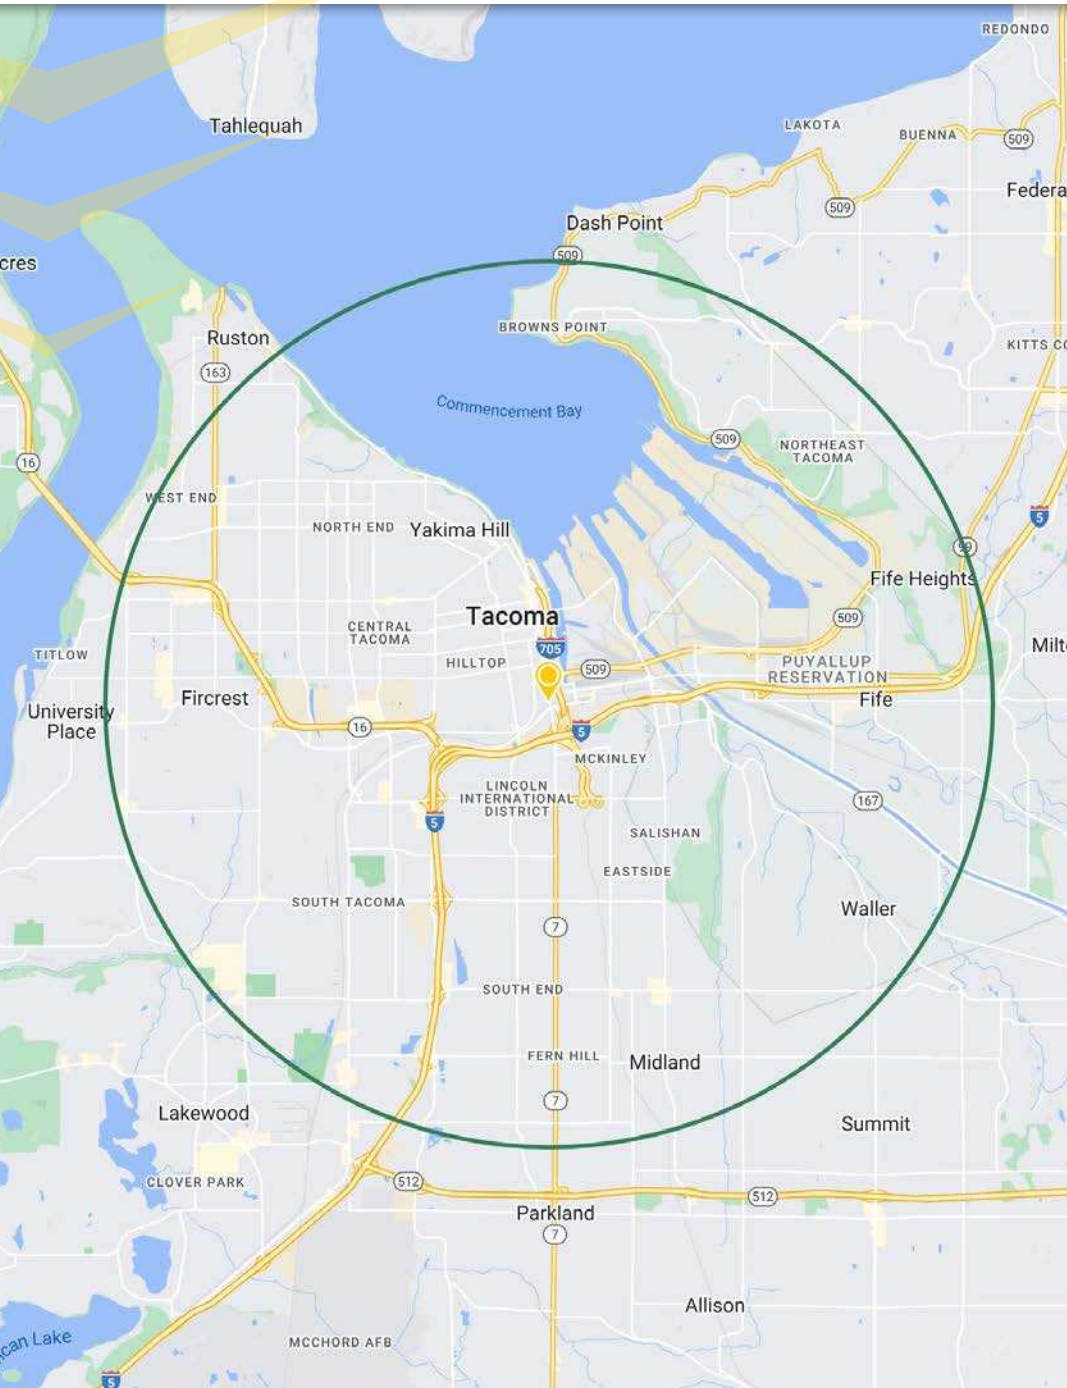 REDONDO
Tahlequah
LAKOTA
BUENNA
509
Federa
509
Dash Point
509
cres
BROWNS POINT
Ruston
KITTS CO
163
Commencement Bay
509
NORTHEAST
TACOMA
16
WEST END
5
NORTH END
Yakima Hill
99
Fife Heights
Tacoma
509
CENTRAL
TACOMA
Milt
705
TITLOW
HILLTOP
509
PUYALLUP
RESERVATION
Fircrest
Fife
University
Place
16
5
MCKINLEY
LINCOLN
INTERNATIONAL
DISTRICT
167
5
SALISHAN
EASTSIDE
SOUTH TACOMA
Waller
7
SOUTH END
FERN HILL
Midland
7
Lakewood
Summit
CLOVER PARK
512
512
Parkland
7
Allison
can Lake
MCCHORD AFB
5